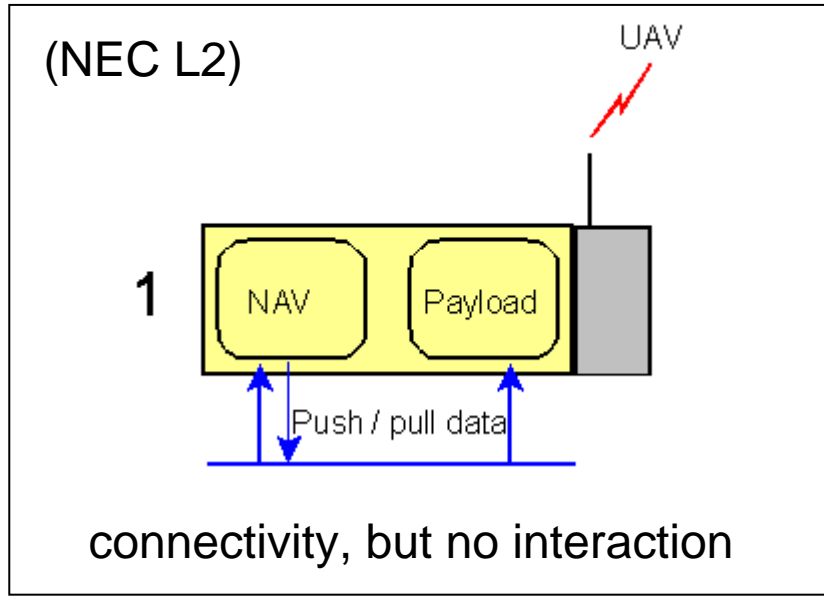 (NEC L2)
UAV
1
NAV
Payload
Push / pull data
connectivity, but no interaction